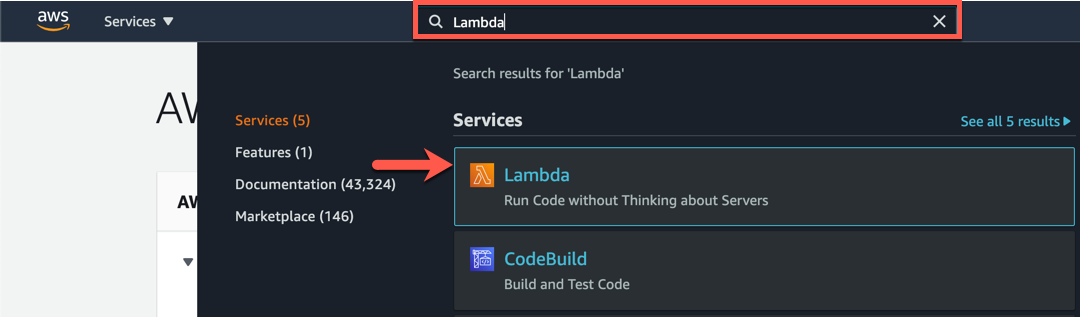 aws
Services ▼
Lambda
Search results for 'Lambda'
AW
Services (5)
Features (1)
Documentation (43,324)
Marketplace (146)
AW
Services
See all 5 results
Lambda
Run Code without Thinking about Servers
CodeBuild
Build and Test Code